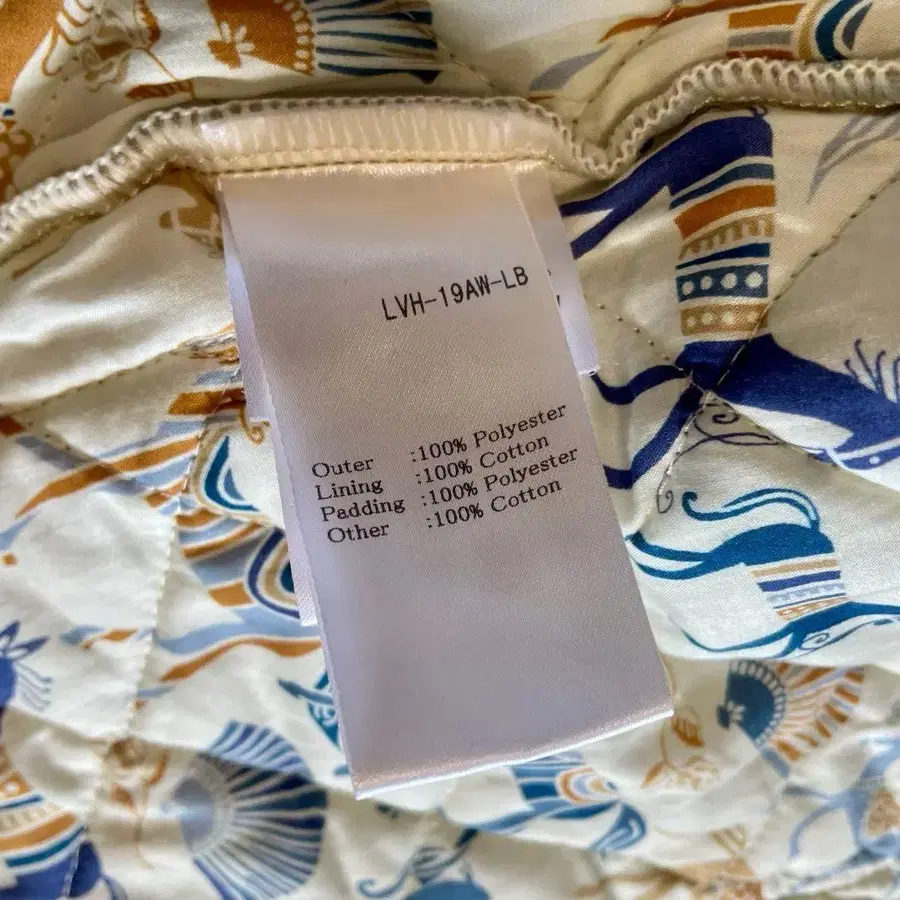 LVH-19AW-LB
Outer :100% Polyester
Lining :100% Cotton
Padding :100% Polyester
Other :100% Cotton